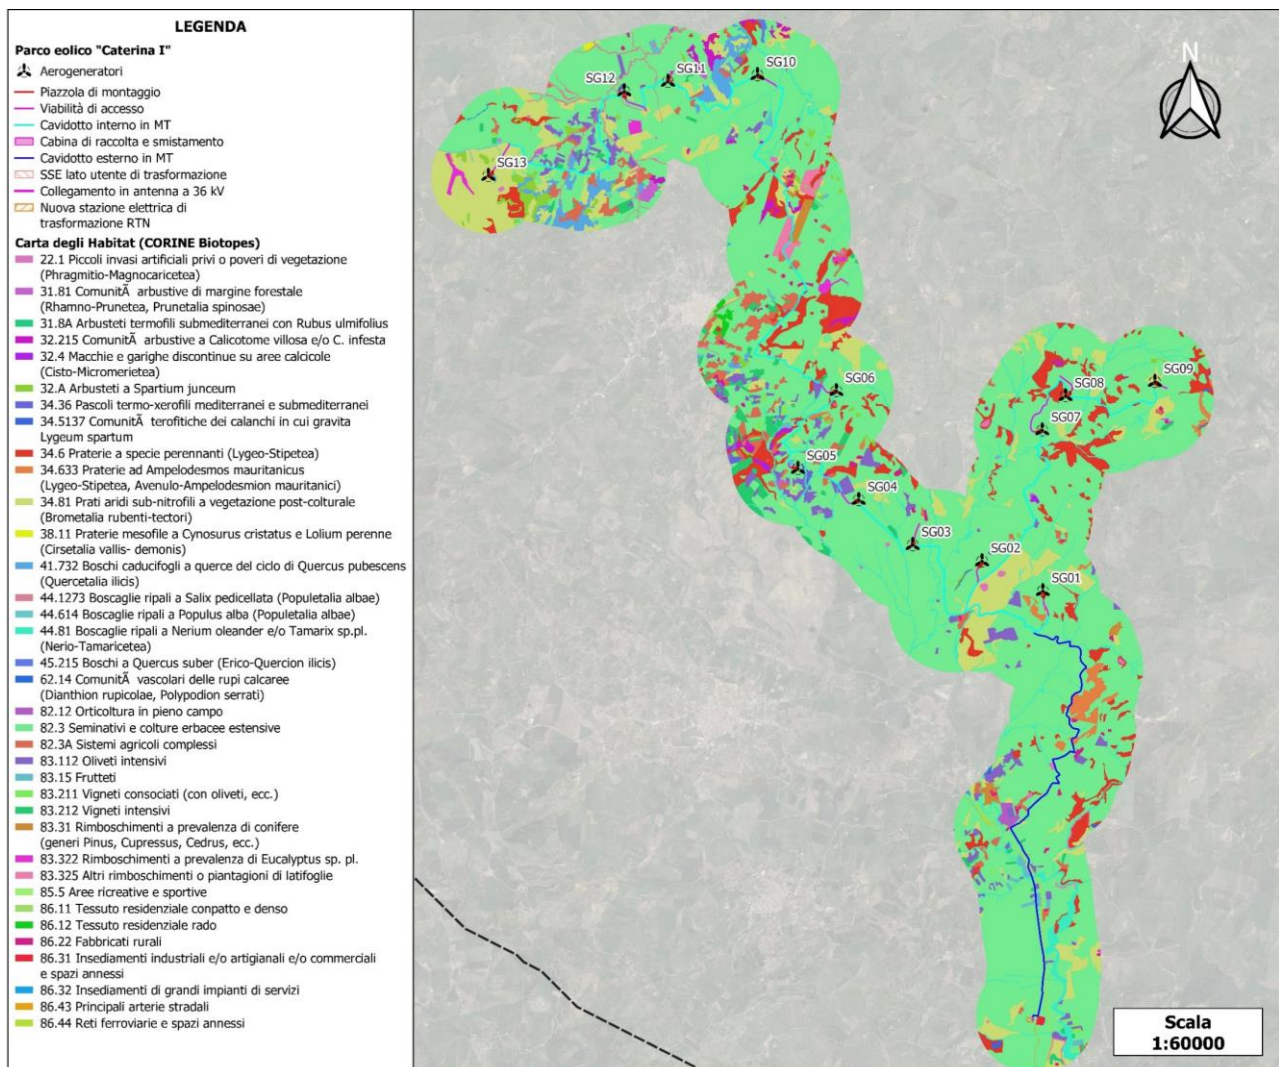 LEGENDA
Parco eolico "Caterina I"
Aerogeneratori
Piazzola di montaggio
Viabilità di accesso
Cavidotto interno in MT
Cabina di raccolta e smistamento
Cavidotto esterno in MT
SSE lato utente di trasformazione
Collegamento in antenna a 36 kV
Nuova stazione elettrica di
trasformazione RTN
Carta degli Habitat (CORINE Biotopes)
22.1 Piccoli invasi artificiali privi o poveri di vegetazione
(Phragmitio-Magnocaricetea)
31.81 ComunitÃ  arbustive di margine forestale
(Rhamno-Prunetea, Prunetalia spinosae)
31.8A Arbusteti termofili submediterranei con Rubus ulmifolius
32.215 ComunitÃ  arbustive a Calicotome villosa e/o C. infesta
32.4 Macchie e garighe discontinue su aree calcicole
(Cisto-Micromerietea)
32.A Arbusteti a Spartium junceum
34.36 Pascoli termo-xerofili mediterranei e submediterranei
34.5137 ComunitÃ  terofitiche dei calanchi in cui gravita
Lygeum spartum
34.6 Praterie a specie perennanti (Lygeo-Stipetea)
34.633 Praterie ad Ampelodesmos mauritanicus
(Lygeo-Stipetea, Avenulo-Ampelodesmion mauritanici)
34.81 Prati aridi sub-nitrofili a vegetazione post-colturale
(Brometalia rubenti-tectori)
38.11 Praterie mesofile a Cynosurus cristatus e Lolium perenne
(Cirsetalia vallis- demonis)
41.732 Boschi caducifogli a querce del ciclo di Quercus pubescens
(Quercetalia ilicis)
44.1273 Boscaglie ripali a Salix pedicellata (Populetalia albae)
44.614 Boscaglie ripali a Populus alba (Populetalia albae)
44.81 Boscaglie ripali a Nerium oleander e/o Tamarix sp.pl.
(Nerio-Tamaricetea)
45.215 Boschi a Quercus suber (Erico-Quercion ilicis)
62.14 ComunitÃ  vascolari delle rupi calcaree
(Dianthion rupicolae, Polypodion serrati)
82.12 Orticoltura in pieno campo
82.3 Seminativi e colture erbacee estensive
82.3A Sistemi agricoli complessi
83.112 Oliveti intensivi
83.15 Frutteti
83.211 Vigneti consociati (con oliveti, ecc.)
83.212 Vigneti intensivi
83.31 Rimboschimenti a prevalenza di conifere
(generi Pinus, Cupressus, Cedrus, ecc.)
83.322 Rimboschimenti a prevalenza di Eucalyptus sp. pl.
83.325 Altri rimboschimenti o piantagioni di latifoglie
85.5 Aree ricreative e sportive
86.11 Tessuto residenziale conpatto e denso
86.12 Tessuto residenziale rado
86.22 Fabbricati rurali
86.31 Insediamenti industriali e/o artigianali e/o commerciali
e spazi annessi
86.32 Insediamenti di grandi impianti di servizi
86.43 Principali arterie stradali
86.44 Reti ferroviarie e spazi annessi
N
SG10
SG11
SG12
SG13
SG06
SG09
SG08
SG07
SG05
SG04
SG03
SG02
SG01
Scala
1:60000